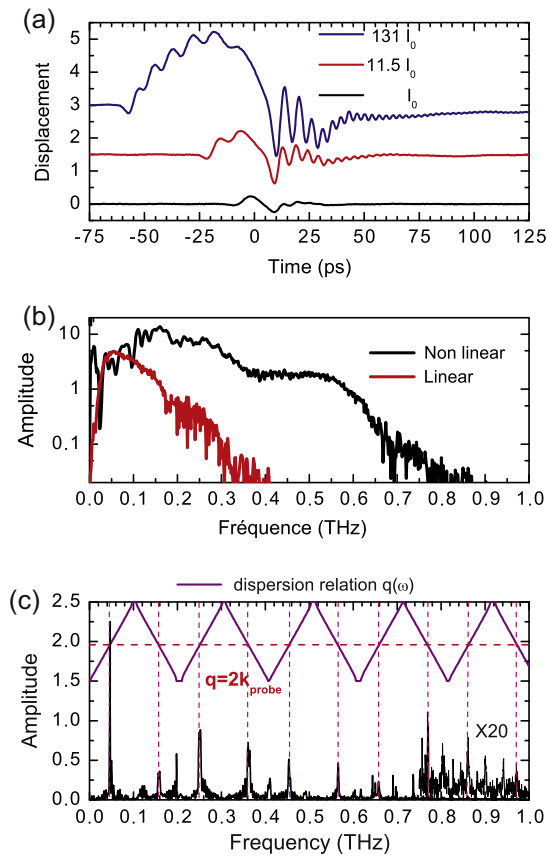 (a)
131 I0
11.5 I0
I0
Displacement
5
4
3
2
1
0
-75 -50 -25 0 25 50 75 100 125
Time (ps)
(b)
10
1
0.1
Amplitude
Non linear
Linear
0.0 0.1 0.2 0.3 0.4 0.5 0.6 0.7 0.8 0.9 1.0
Fréquence (THz)
(c)
dispersion relation q(ω)
2.5
2.0
1.5
1.0
0.5
0.0
Amplitude
q=2kprobe
X20
0.0 0.1 0.2 0.3 0.4 0.5 0.6 0.7 0.8 0.9 1.0
Frequency (THz)